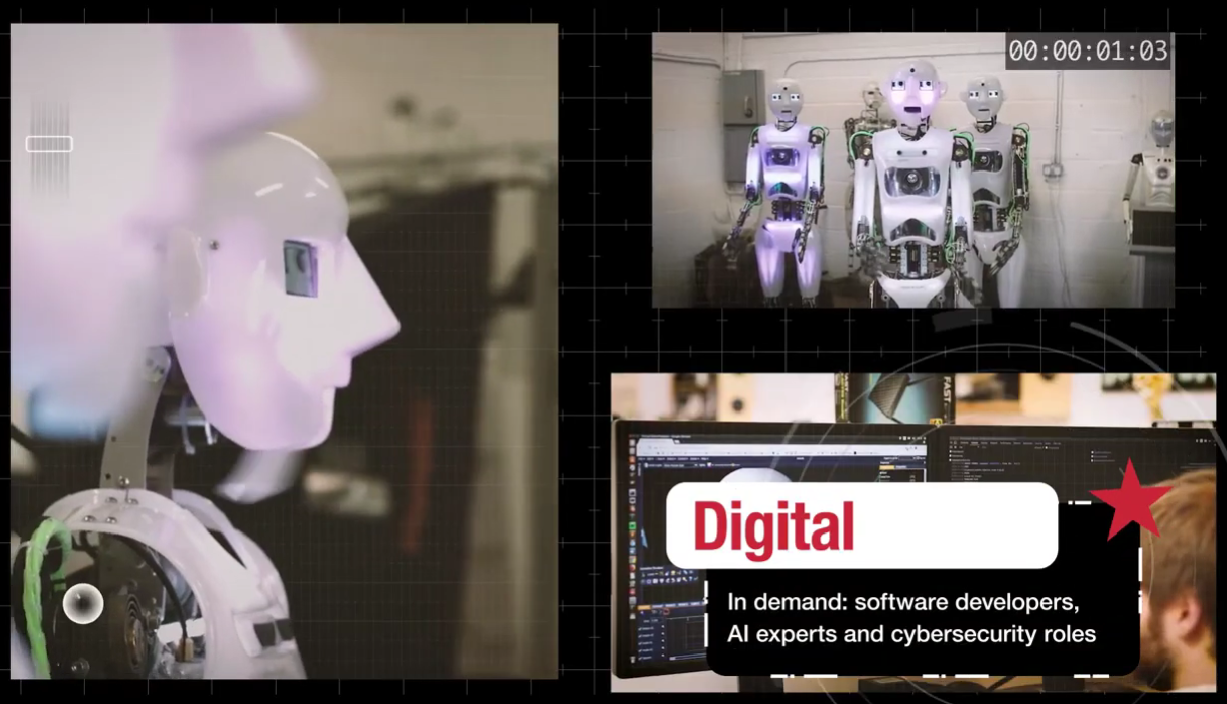 00:00:01:03
FAST
Digital
In demand: software developers,
AI experts and cybersecurity roles